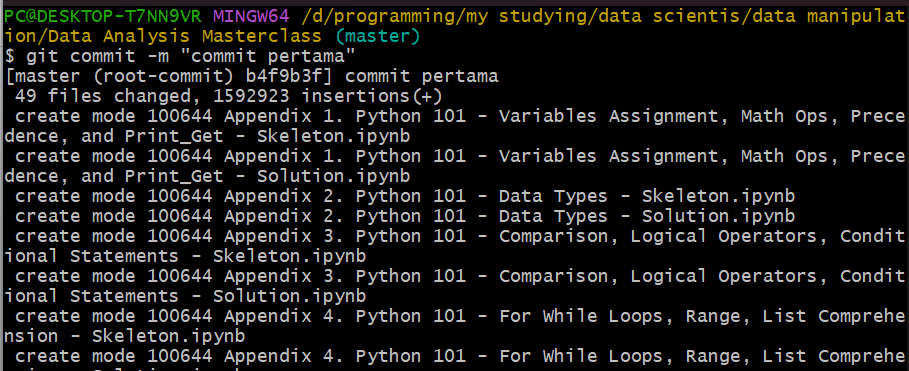 PC@DESKTOP-T7NN9VR MINGW64 /d/programming/my studying/data scientis/data manipulat
ion/Data Analysis Masterclass (master)
$ git commit -m "commit pertama"
[master (root-commit) b4f9b3f] commit pertama
 49 files changed, 1592923 insertions(+)
 create mode 100644 Appendix 1. Python 101 - Variables Assignment, Math Ops, Prece
dence, and Print_Get - Skeleton.ipynb
 create mode 100644 Appendix 1. Python 101 - Variables Assignment, Math Ops, Prece
dence, and Print_Get - Solution.ipynb
 create mode 100644 Appendix 2. Python 101 - Data Types - Skeleton.ipynb
 create mode 100644 Appendix 2. Python 101 - Data Types - Solution.ipynb
 create mode 100644 Appendix 3. Python 101 - Comparison, Logical Operators, Condit
ional Statements - Skeleton.ipynb
 create mode 100644 Appendix 3. Python 101 - Comparison, Logical Operators, Condit
ional Statements - Solution.ipynb
 create mode 100644 Appendix 4. Python 101 - For While Loops, Range, List Comprehe
nsion - Skeleton.ipynb
 create mode 100644 Appendix 4. Python 101 - For While Loops, Range, List Comprehe